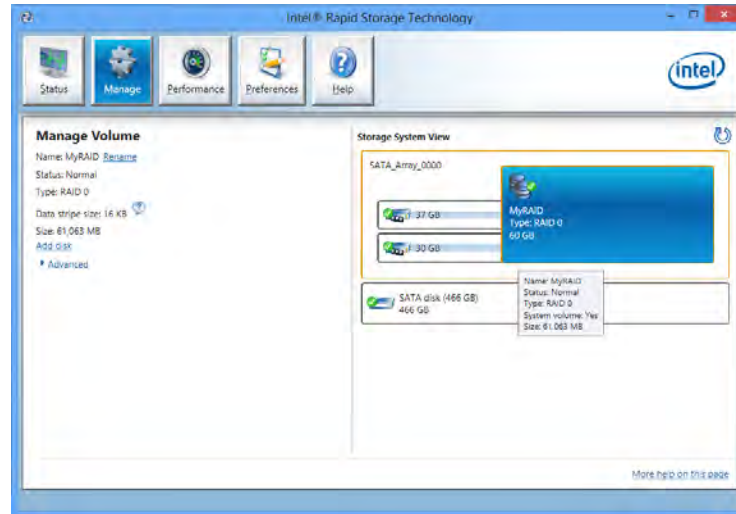 Intel® Rapid Storage Technology
Status
Manage
Performance
Preferences
Help
intel
Manage Volume
Name: MyRAID Rename
Status: Normal
Type: RAID 0
Data stripe size: 16 KB
Size: 61,063 MB
Add disk
Advanced
Storage System View
SATA_Array_0000
37 GB
30 GB
MyRAID
Type: RAID 0
60 GB
SATA disk (466 GB)
466 GB
Name: MyRAID
Status: Normal
Type: RAID 0
System volume: Yes
Size: 61,063 MB
More help on this page